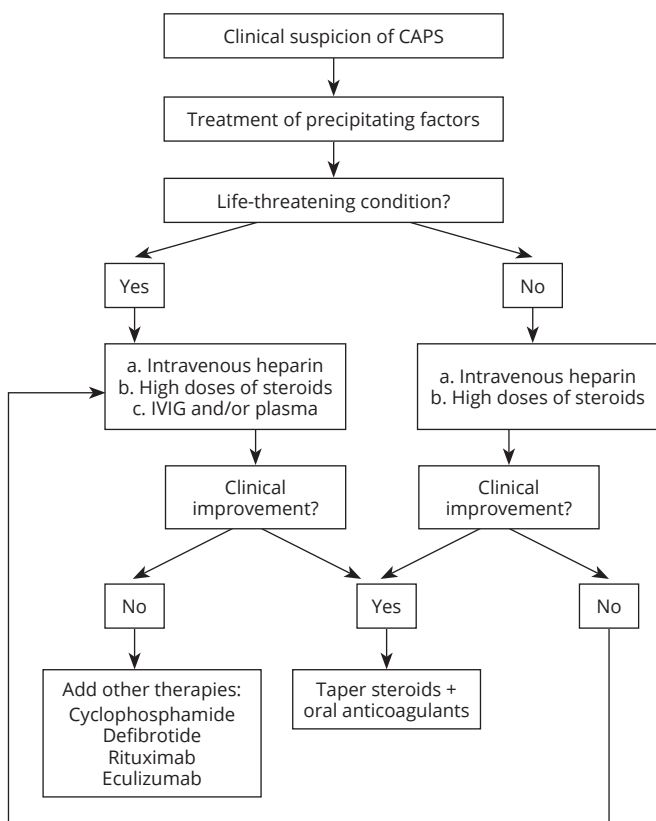 Clinical suspicion of CAPS
Treatment of precipitating factors
Life-threatening condition?
Yes
No
a. Intravenous heparin
b. High doses of steroids
c. IVIG and/or plasma
a. Intravenous heparin
b. High doses of steroids
Clinical
improvement?
Clinical
improvement?
No
Yes
No
Add other therapies:
Cyclophosphamide
Defibrotide
Rituximab
Eculizumab
Taper steroids +
oral anticoagulants